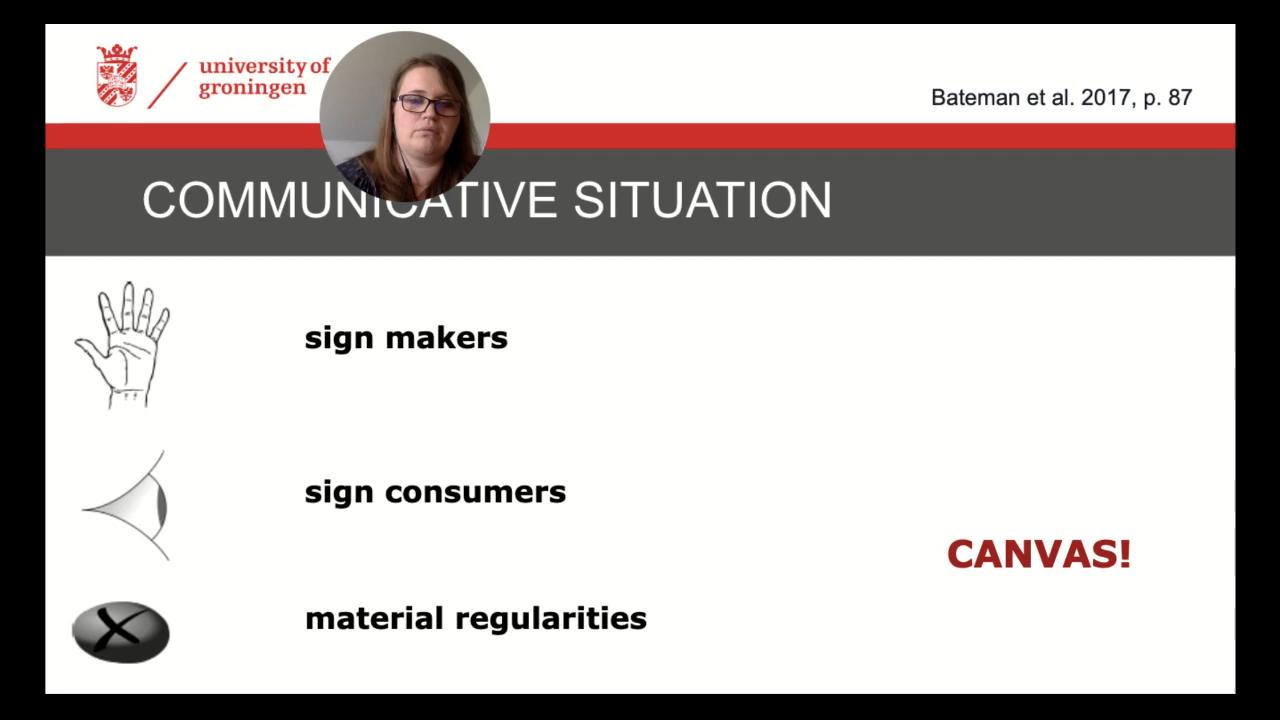 university of
groningen
Bateman et al. 2017, p. 87
COMMUNICATIVE SITUATION
sign makers
sign consumers
CANVAS!
material regularities